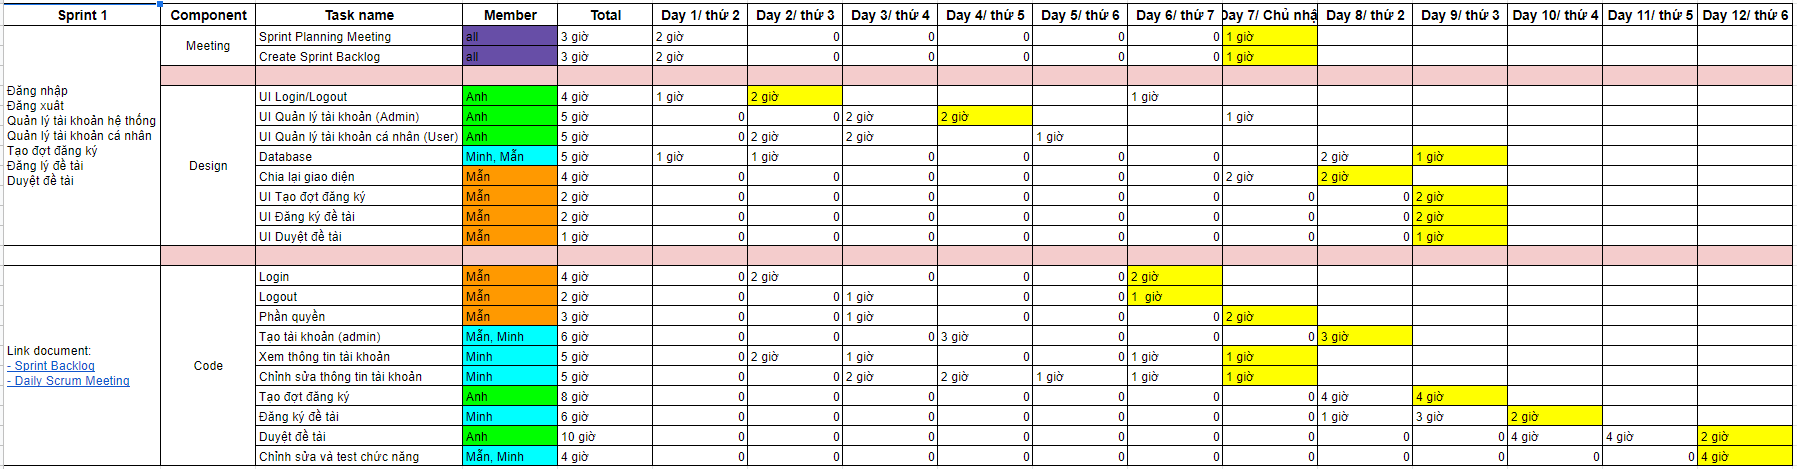 Sprint 1 Component Task name Member Total Day 1/ thứ 2 Day 2/ thứ 3 Day 3/ thứ 4 Day 4/ thứ 5 Day 5/ thứ 6 Day 6/ thứ 7 Day 7/ Chủ nhậ Day 8/ thứ 2 Day 9/ thứ 3 Day 10/ thứ 4 Day 11/ thứ 5 Day 12/ thứ 6
Đăng nhập
Đăng xuất
Quản lý tài khoản hệ thống
Quản lý tài khoản cá nhân
Tạo đợt đăng ký
Đăng lý đề tài
Duyệt đề tài
Meeting
Sprint Planning Meeting all 3 giờ 2 giờ 0 0 0 0 0 1 giờ
Create Sprint Backlog all 3 giờ 2 giờ 0 0 0 0 0 1 giờ
Design
UI Login/Logout Anh 4 giờ 1 giờ 2 giờ 1 giờ
UI Quản lý tài khoản (Admin) Anh 5 giờ 0 0 2 giờ 2 giờ 1 giờ
UI Quản lý tài khoản cá nhân (User) Anh 5 giờ 0 2 giờ 2 giờ 1 giờ
Database Minh, Mẫn 5 giờ 1 giờ 1 giờ 0 0 0 0 2 giờ 1 giờ
Chia lại giao diện Mẫn 4 giờ 0 0 0 0 0 0 2 giờ 2 giờ
UI Tạo đợt đăng ký Mẫn 2 giờ 0 0 0 0 0 0 0 0 2 giờ
UI Đăng ký đề tài Mẫn 2 giờ 0 0 0 0 0 0 0 0 2 giờ
UI Duyệt đề tài Mẫn 1 giờ 0 0 0 0 0 0 0 0 1 giờ
Link document:
- Sprint Backlog
- Daily Scrum Meeting
Code
Login Mẫn 4 giờ 0 2 giờ 0 0 0 2 giờ
Logout Mẫn 2 giờ 0 0 1 giờ 0 0 1 giờ
Phần quyền Mẫn 3 giờ 0 0 1 giờ 0 0 0 2 giờ
Tạo tài khoản (admin) Mẫn, Minh 6 giờ 0 0 0 3 giờ 0 0 0 3 giờ
Xem thông tin tài khoản Minh 5 giờ 0 2 giờ 1 giờ 0 0 1 giờ 1 giờ
Chỉnh sửa thông tin tài khoản Minh 5 giờ 0 0 2 giờ 2 giờ 1 giờ 1 giờ 1 giờ
Tạo đợt đăng ký Anh 8 giờ 0 0 0 0 0 0 0 4 giờ 4 giờ
Đăng ký đề tài Minh 6 giờ 0 0 0 0 0 0 0 1 giờ 3 giờ 2 giờ
Duyệt đề tài Anh 10 giờ 0 0 0 0 0 0 0 0 0 4 giờ 4 giờ 2 giờ
Chỉnh sửa và test chức năng Mẫn, Minh 4 giờ 0 0 0 0 0 0 0 0 0 0 0 4 giờ